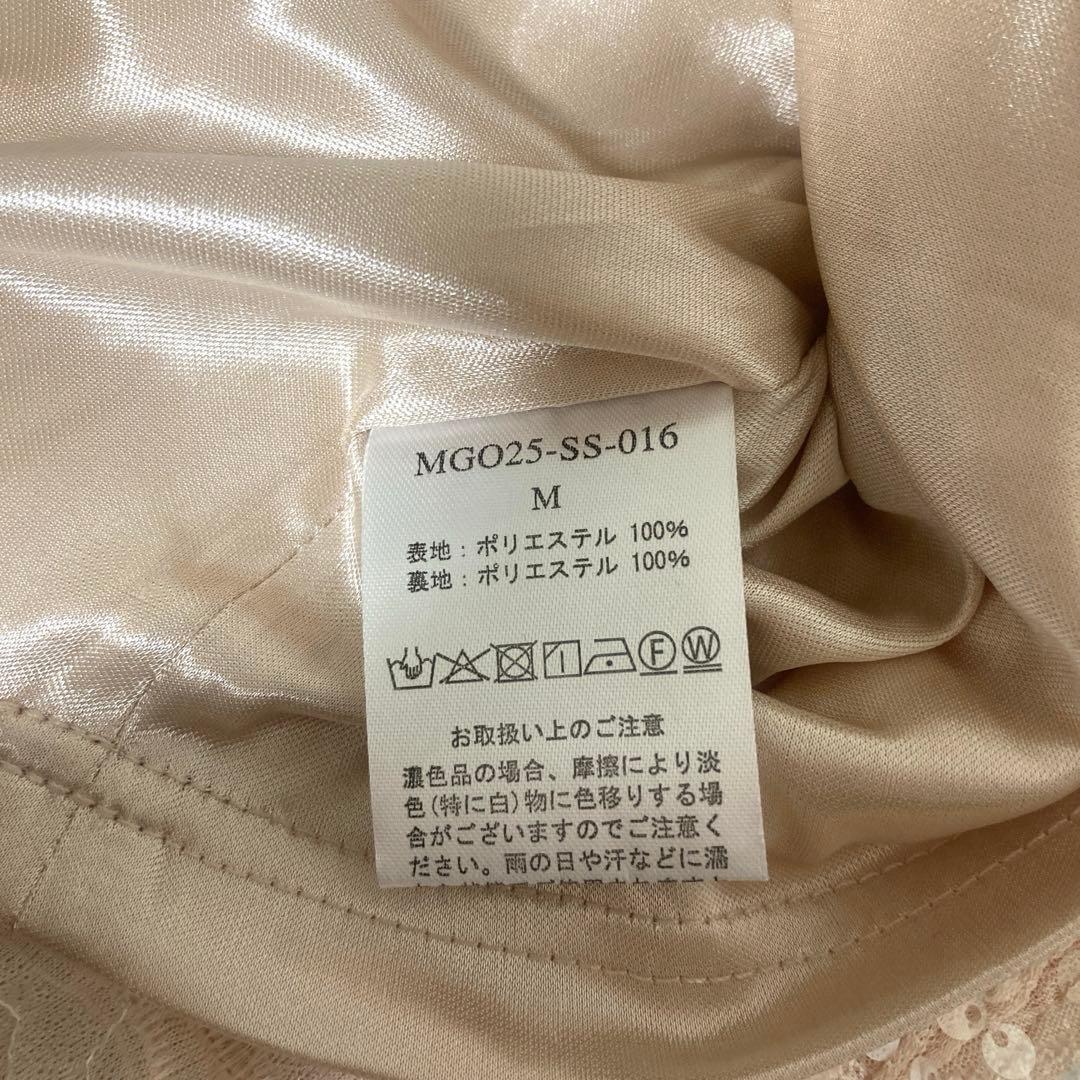 MGO25-SS-016
M
表地：ポリエステル 100%
裏地：ポリエステル 100%
F W
お取扱い上のご注意
濃色品の場合、摩擦により淡
色(特に白)物に色移りする場
合がございますのでご注意く
ださい。雨の日や汗などに濡